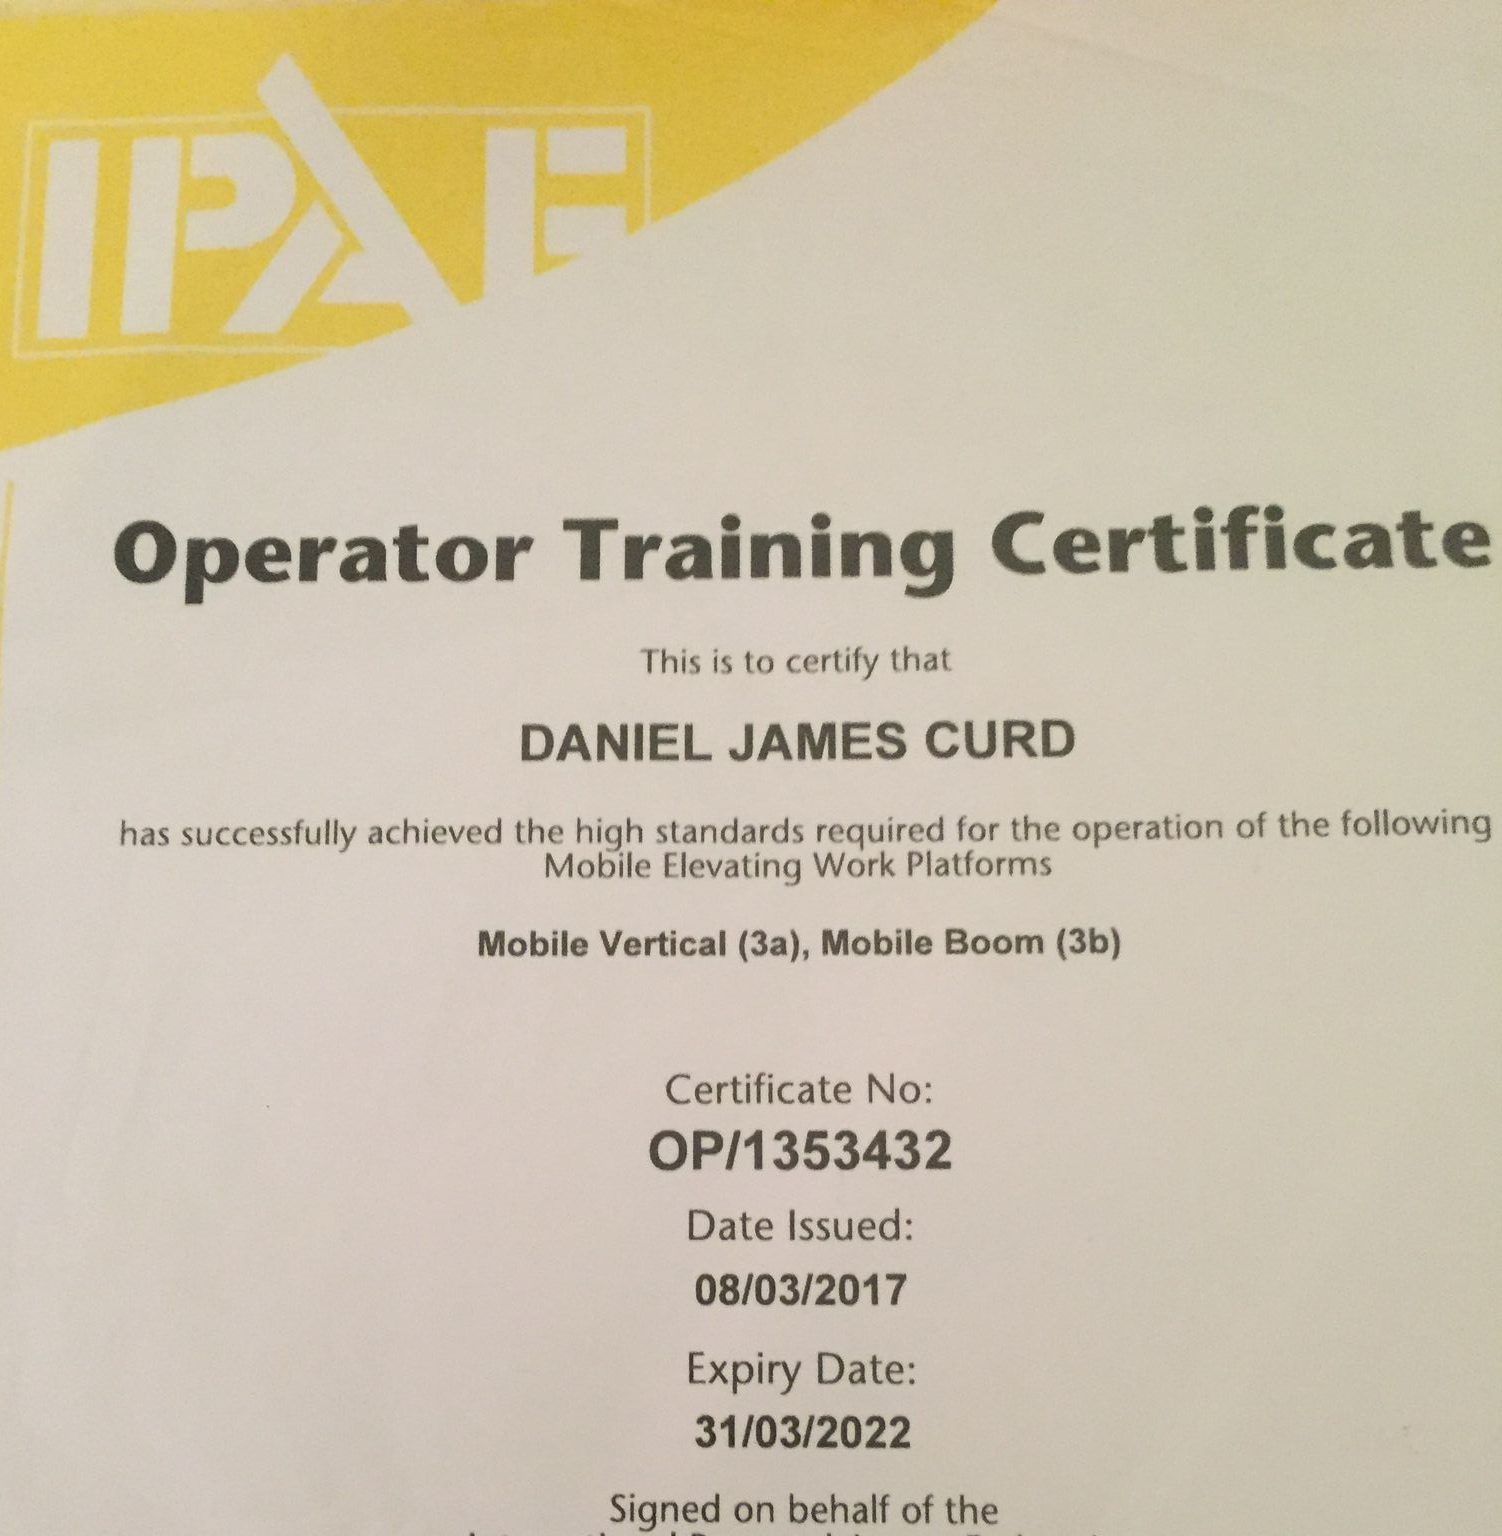 IPAF
Operator Training Certificate
This is to certify that
DANIEL JAMES CURD
has successfully achieved the high standards required for the operation of the following
Mobile Elevating Work Platforms
Mobile Vertical (3a), Mobile Boom (3b)
Certificate No:
OP/1353432
Date Issued:
08/03/2017
Expiry Date:
31/03/2022
Signed on behalf of the